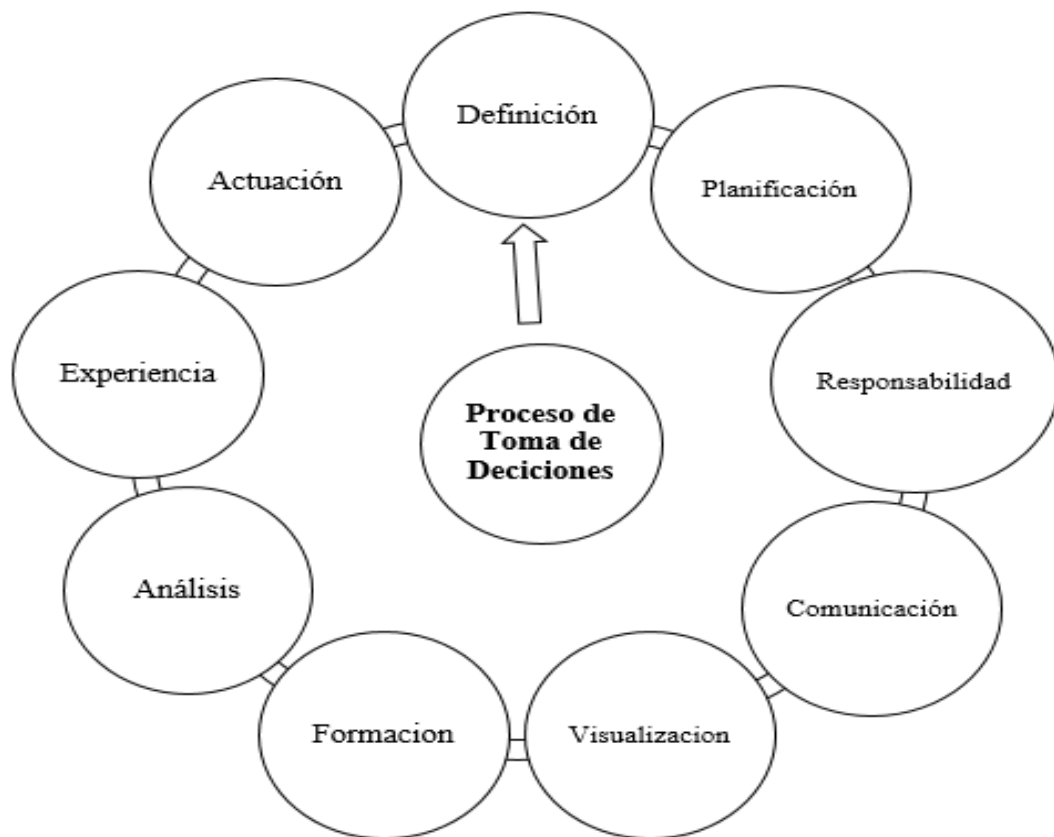 Definición
Planificación
Responsabilidad
Comunicación
Visualizacion
Formacion
Análisis
Experiencia
Actuación
Proceso de
Toma de
Deciciones